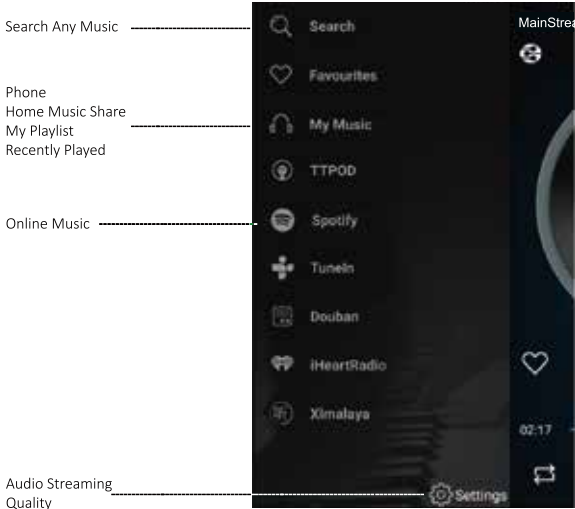 Search Any Music
Search
MainStrea
Favourites
Phone
Home Music Share
My Playlist
Recently Played
My Music
TTPOD
Online Music
Spotify
TuneIn
Douban
iHeartRadio
XImalaya
02:17
Audio Streaming
Quality
Settings